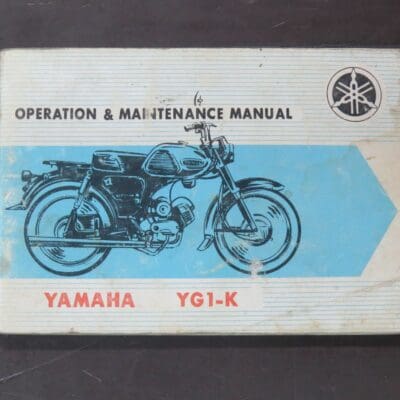 OPERATION & MAINTENANCE MANUAL
YAMAHA YG1-K